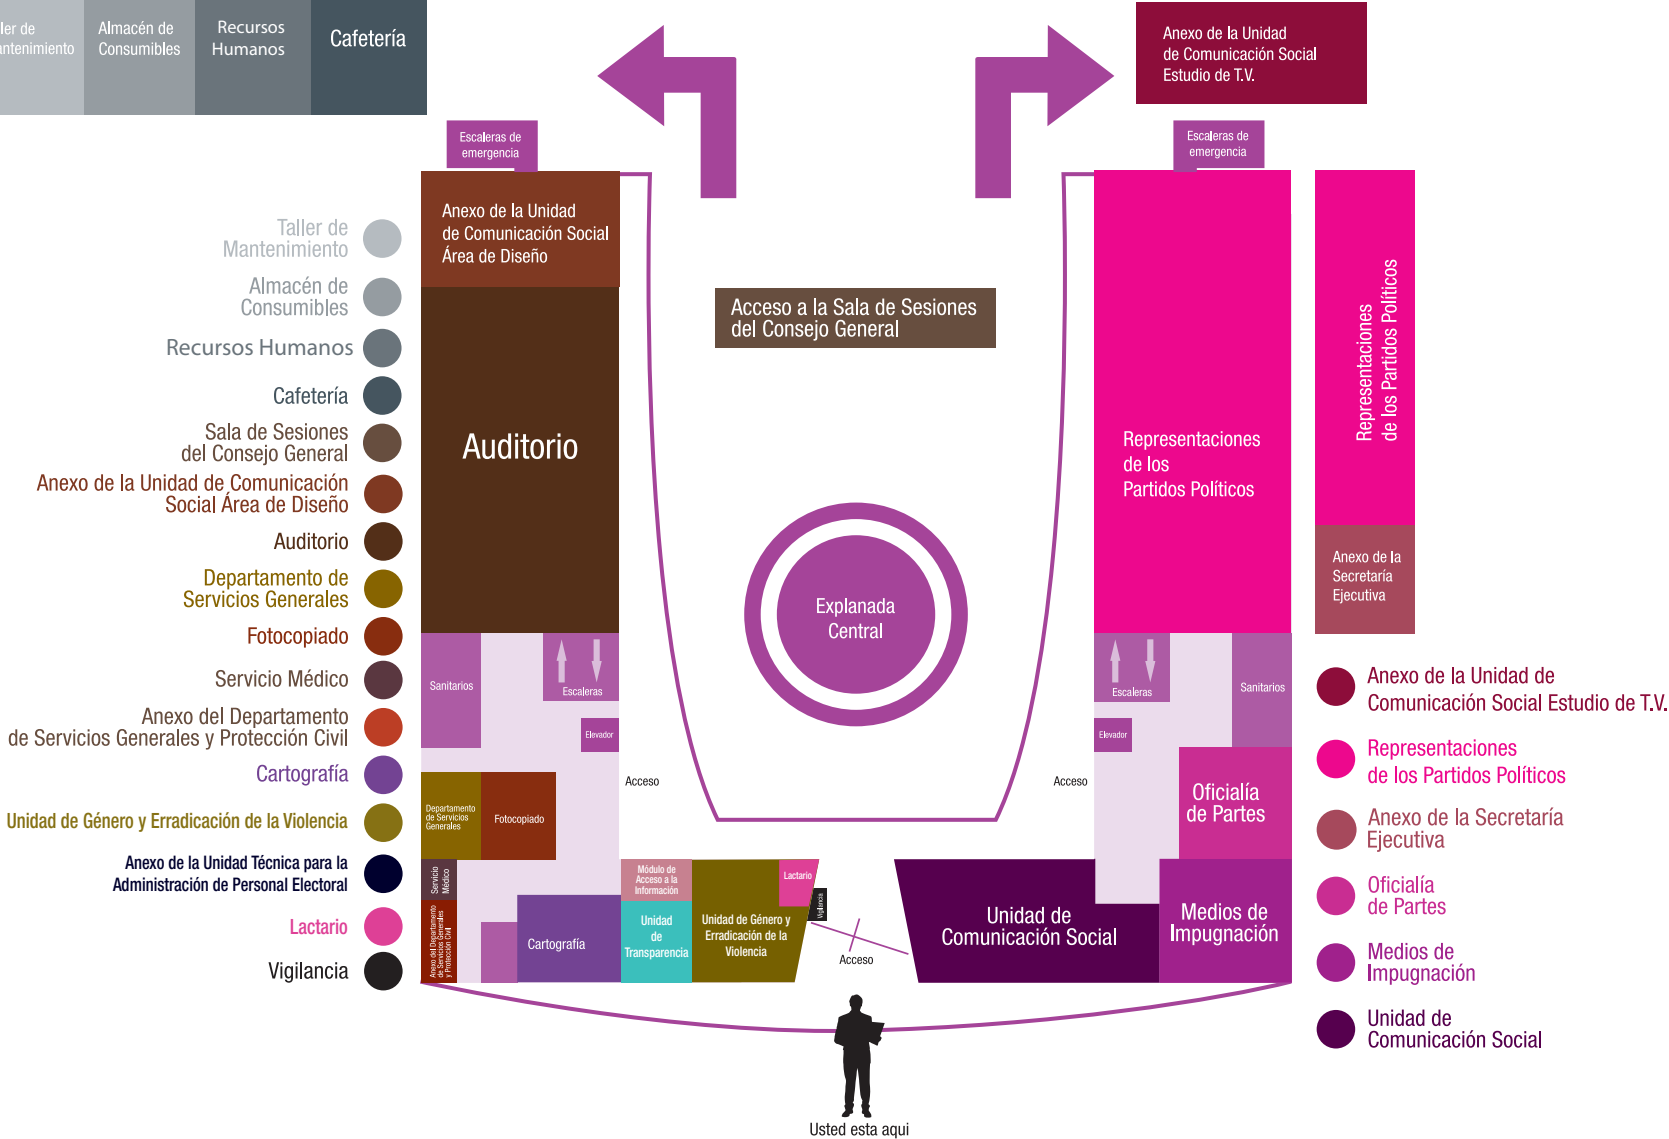 Almacén de
Consumibles
Recursos
Humanos
Cafetería
Anexo de la Unidad
de Comunicación Social
Estudio de T.V.
Escaleras de
emergencia
Escaleras de
emergencia
Anexo de la Unidad
de Comunicación Social
Área de Diseño
Acceso a la Sala de Sesiones
del Consejo General
Auditorio
Representaciones
de los
Partidos Políticos
Representaciones
de los Partidos Políticos
Anexo de la
Secretaría
Ejecutiva
Explanada
Central
Sanitarios
Escaleras
Elevador
Acceso
Escaleras
Sanitarios
Elevador
Acceso
Departamento
de Servicios
Generales
Fotocopiado
Oficialía
de Partes
Servicio
Médico
Anexo del Departamento
de Servicios Generales
y Protección Civil
Cartografía
Módulo de
Acceso a la
Información
Unidad
de
Transparencia
Unidad de Género y
Erradicación de la
Violencia
Lactario
Vigilancia
Acceso
Unidad de
Comunicación Social
Medios de
Impugnación
Usted esta aqui
Taller de
Mantenimiento
Almacén de
Consumibles
Recursos Humanos
Cafetería
Sala de Sesiones
del Consejo General
Anexo de la Unidad de Comunicación
Social Área de Diseño
Auditorio
Departamento de
Servicios Generales
Fotocopiado
Servicio Médico
Anexo del Departamento
de Servicios Generales y Protección Civil
Cartografía
Unidad de Género y Erradicación de la Violencia
Anexo de la Unidad Técnica para la
Administración de Personal Electoral
Lactario
Vigilancia
Anexo de la Unidad de
Comunicación Social Estudio de T.V.
Representaciones
de los Partidos Políticos
Anexo de la Secretaría
Ejecutiva
Oficialía
de Partes
Medios de
Impugnación
Unidad de
Comunicación Social